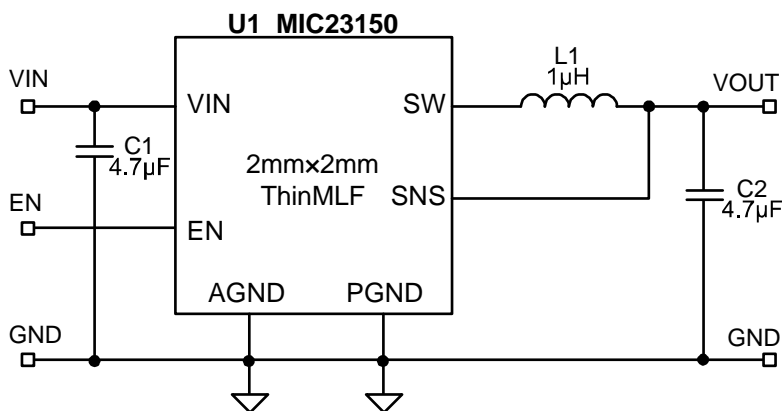 U1 MIC23150
VIN
VIN
C1
4.7µF
EN
EN
GND
AGND
PGND
2mm×2mm
ThinMLF
SW
SNS
L1
1µH
VOUT
C2
4.7µF
GND